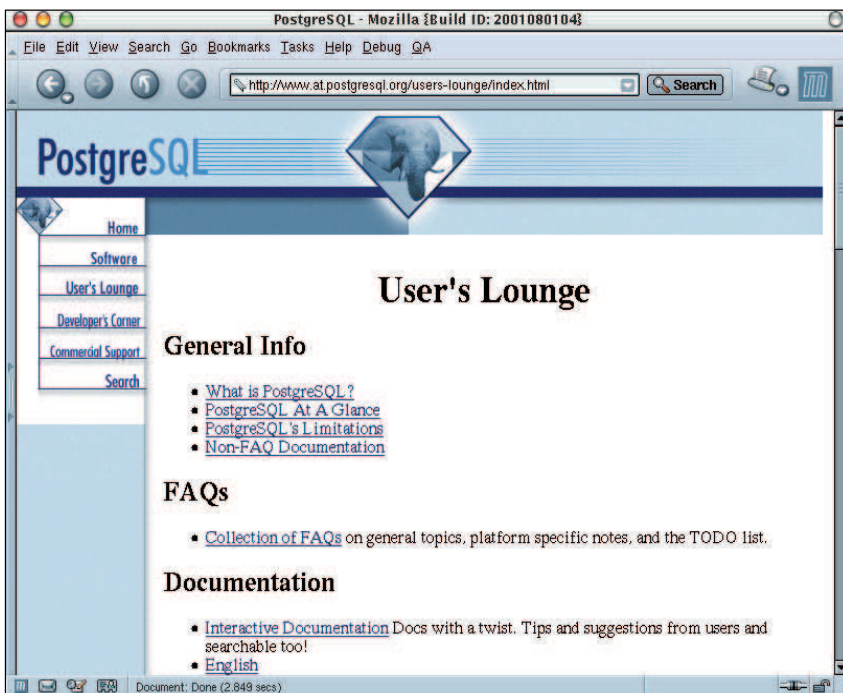 PostgreSQL - Mozilla {Build ID: 2001080104}
File Edit View Search Go Bookmarks Tasks Help Debug QA
http://www.at.postgresql.org/users-lounge/index.html
Search
PostgreSQL
Home
Software
User's Lounge
Developer's Corner
Commercial Support
Search
User's Lounge
General Info
What is PostgreSQL?
PostgreSQL At A Glance
PostgreSQL's Limitations
Non-FAQ Documentation
FAQs
Collection of FAQs on general topics, platform specific notes, and the TODO list.
Documentation
Interactive Documentation Docs with a twist. Tips and suggestions from users and
searchable too!
English
Document: Done (2.849 secs)